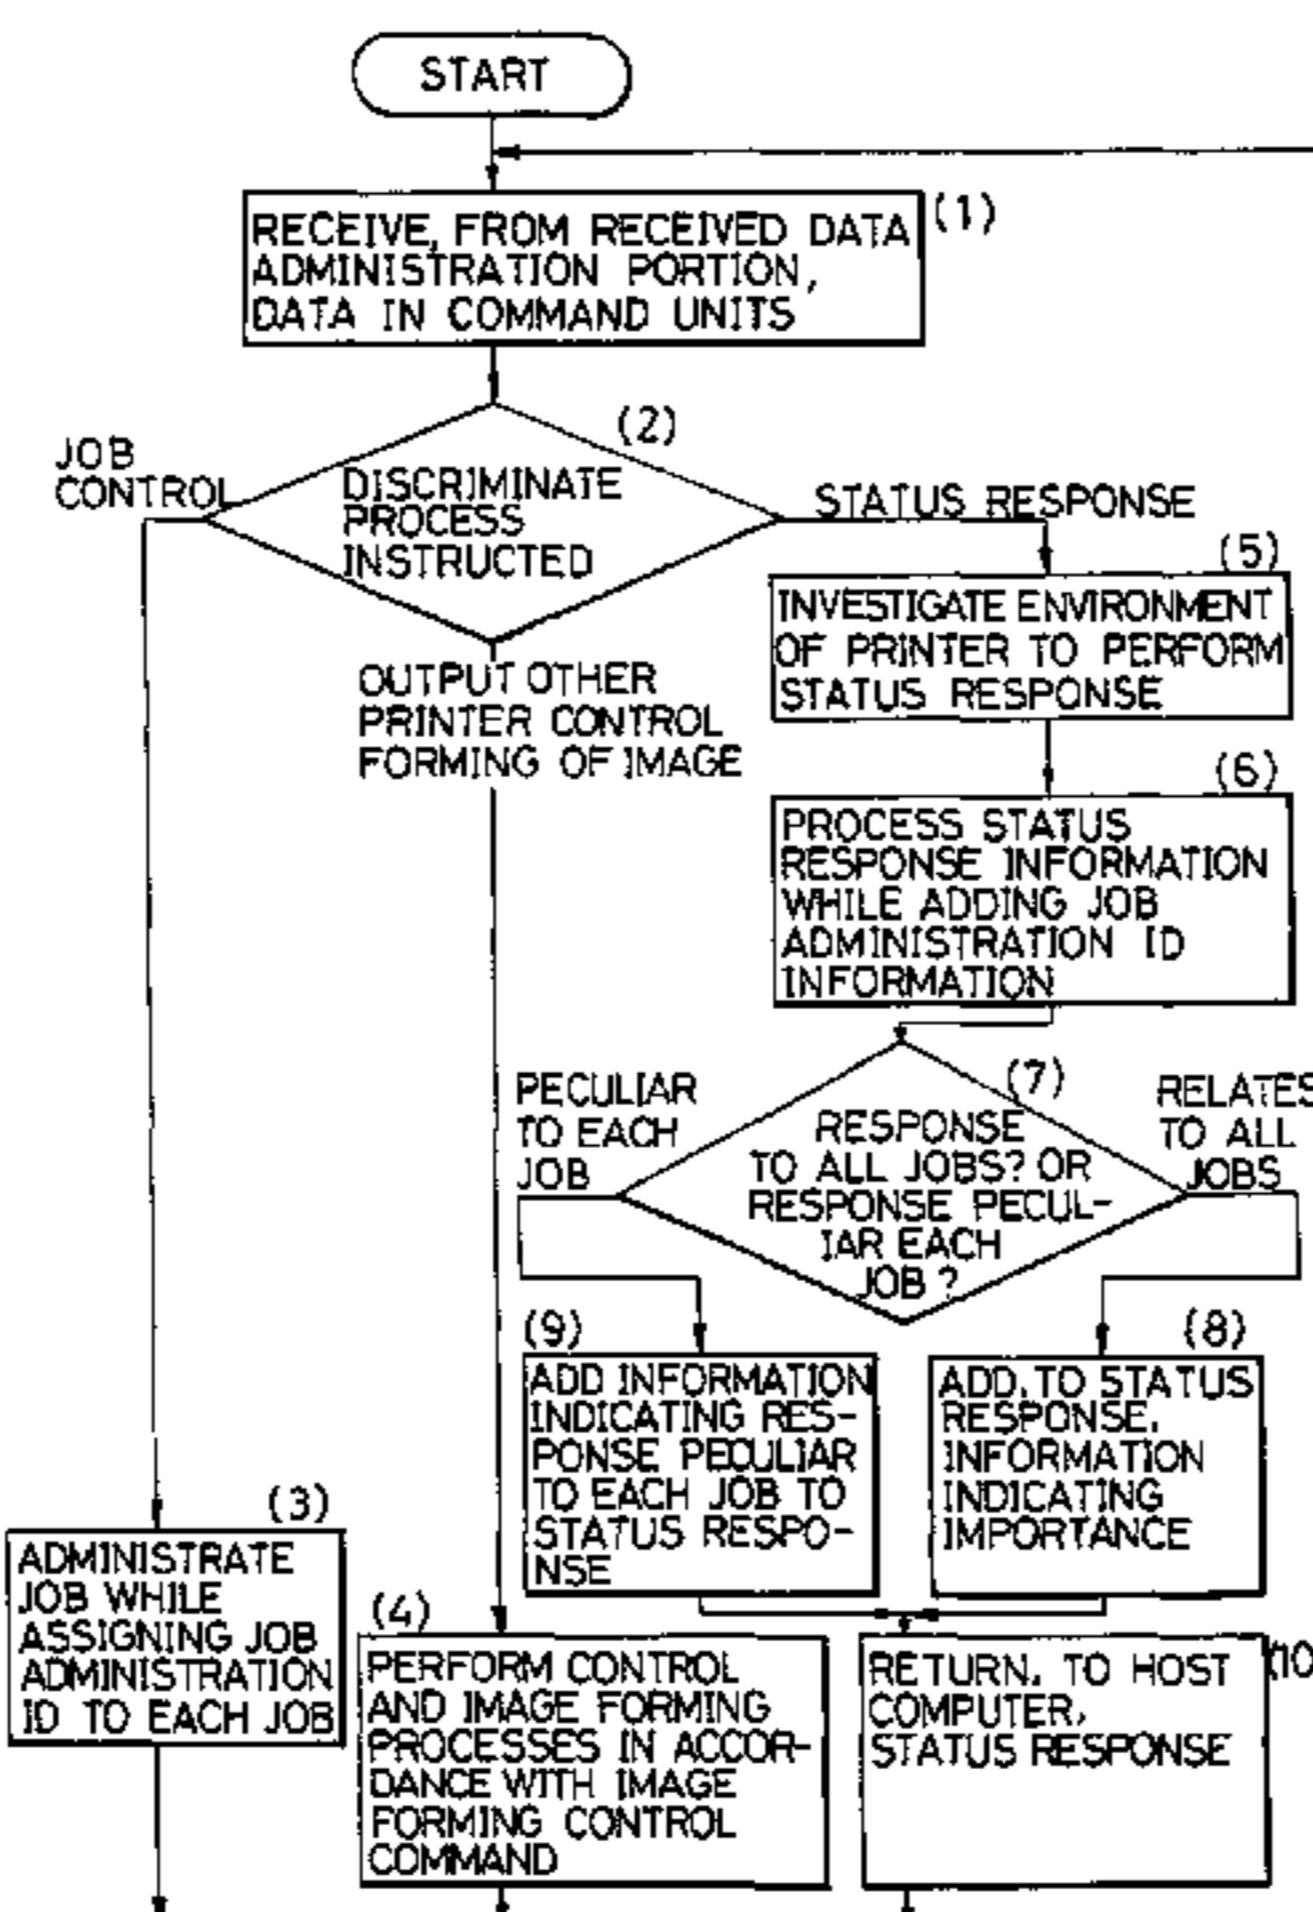 START
(1)
RECEIVE, FROM RECEIVED DATA
ADMINISTRATION PORTION,
DATA IN COMMAND UNITS
(2)
JOB
CONTROL
DISCRIMINATE
PROCESS
INSTRUCTED
STATUS RESPONSE
(5)
INVESTIGATE ENVIRONMENT
OF PRINTER TO PERFORM
STATUS RESPONSE
OUTPUT OTHER
PRINTER CONTROL
FORMING OF IMAGE
(6)
PROCESS STATUS
RESPONSE INFORMATION
WHILE ADDING JOB
ADMINISTRATION ID
INFORMATION
(7)
PECULIAR
TO EACH
JOB
RESPONSE
TO ALL JOBS? OR
RESPONSE PECUL-
IAR EACH
JOB ?
RELATES
TO ALL
JOBS
(9)
ADD INFORMATION
INDICATING RES-
PONSE PECULIAR
TO EACH JOB TO
STATUS RESPO-
NSE
(8)
ADD, TO STATUS
RESPONSE,
INFORMATION
INDICATING
IMPORTANCE
(3)
ADMINISTRATE
JOB WHILE
ASSIGNING JOB
ADMINISTRATION
ID TO EACH JOB
(4)
PERFORM CONTROL
AND IMAGE FORMING
PROCESSES IN ACCOR-
DANCE WITH IMAGE
FORMING CONTROL
COMMAND
(10
RETURN, TO HOST
COMPUTER,
STATUS RESPONSE